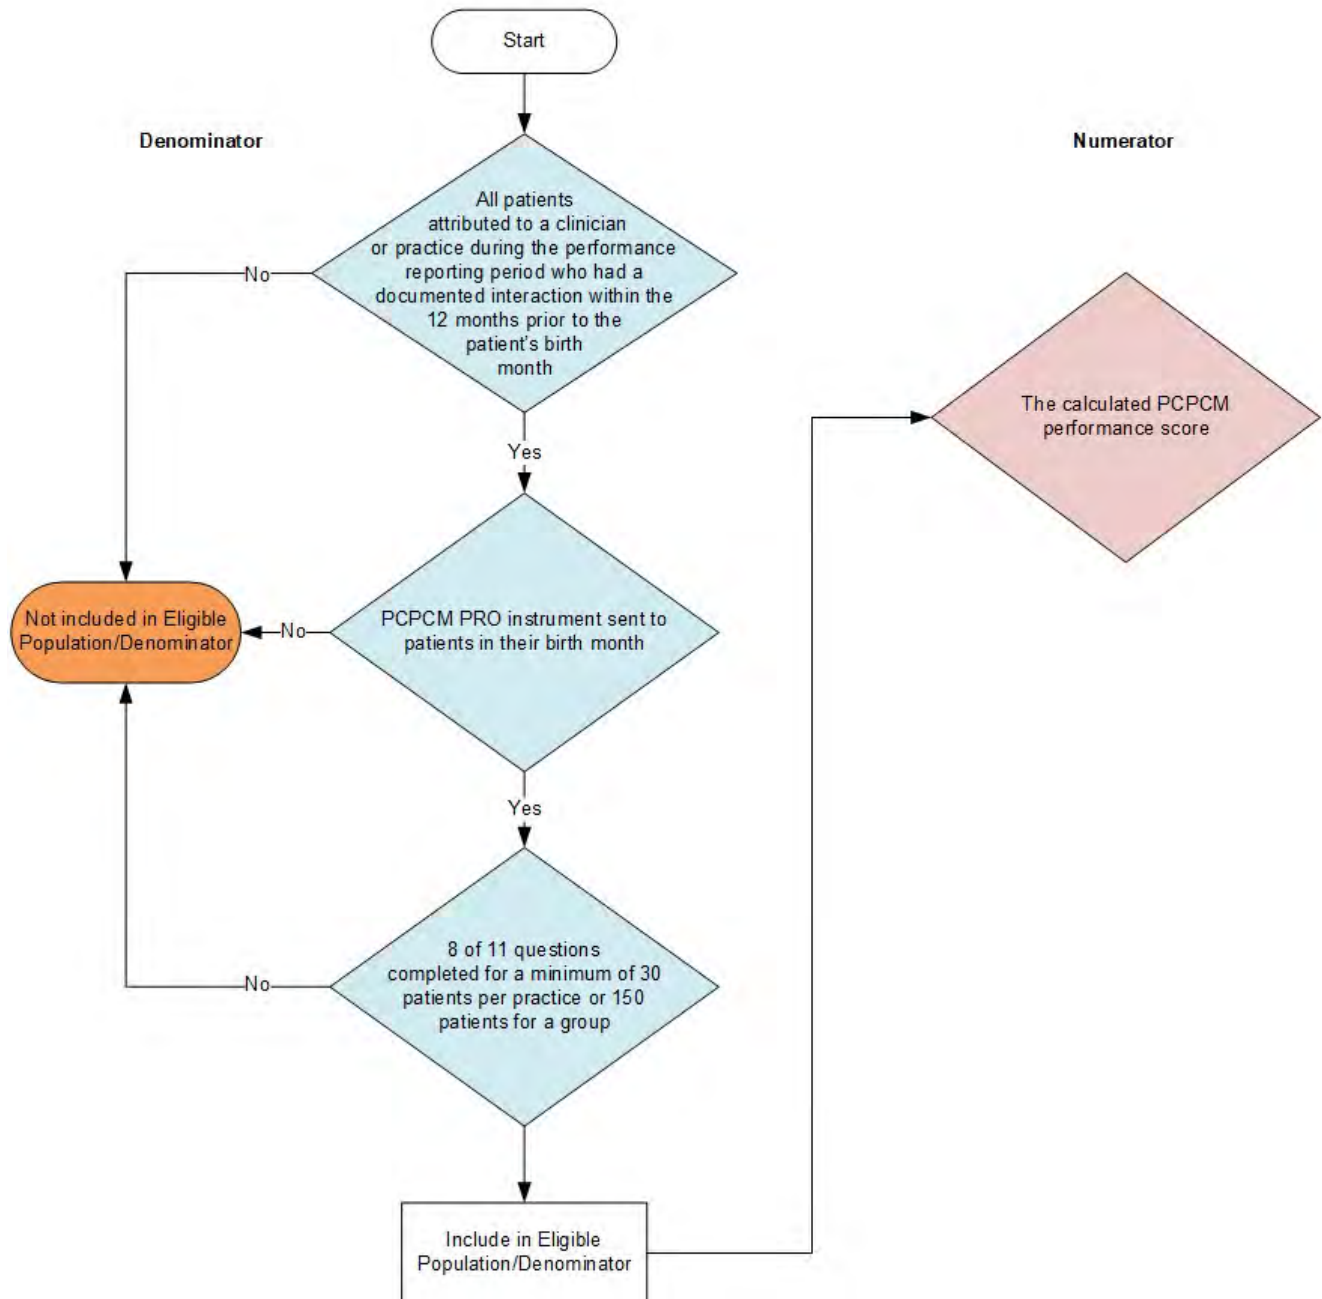 Start
Denominator
Numerator
All patients
attributed to a clinician
or practice during the performance
reporting period who had a
documented interaction within the
12 months prior to the
patient's birth
month
No
Yes
The calculated PCPCM
performance score
Not included in Eligible
Population/Denominator
No
PCPCM PRO instrument sent to
patients in their birth month
Yes
8 of 11 questions
completed for a minimum of 30
patients per practice or 150
patients for a group
No
Include in Eligible
Population/Denominator